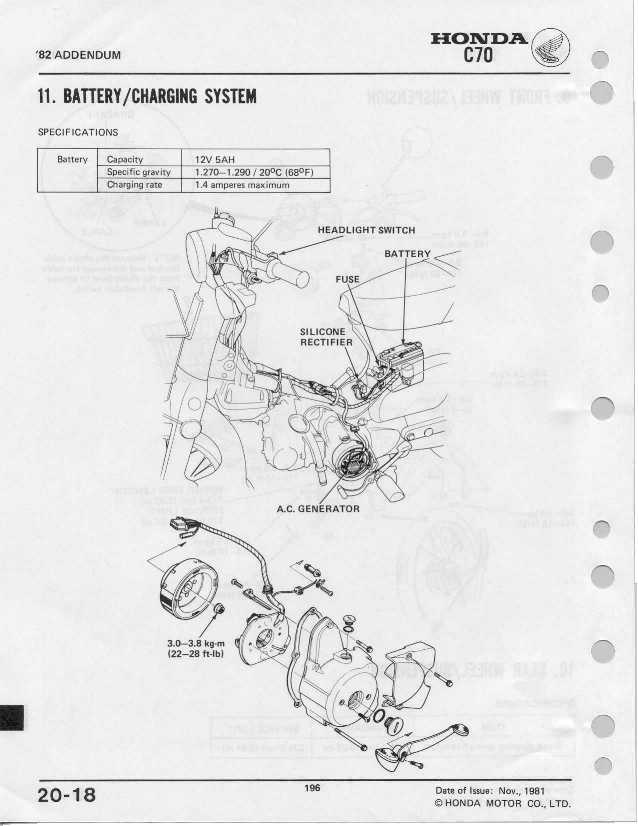 '82 ADDENDUM
HONDA
C70
11. BATTERY/CHARGING SYSTEM
SPECIFICATIONS
Battery Capacity 12V 5AH
Specific gravity 1.270–1.290 / 20°C (68°F)
Charging rate 1.4 amperes maximum
HEADLIGHT SWITCH
BATTERY
FUSE
SILICONE
RECTIFIER
A.C. GENERATOR
3.0–3.8 kg-m
(22–28 ft-lb)
20-18
196
Date of Issue: Nov., 1981
© HONDA MOTOR CO., LTD.